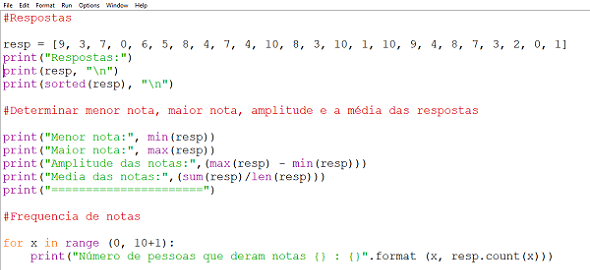 File Edit Format Run Options Window Help
#Respostas
resp = [9, 3, 7, 0, 6, 5, 8, 4, 7, 4, 10, 8, 3, 10, 1, 10, 9, 4, 8, 7, 3, 2, 0, 1]
print("Respostas:")
print(resp, "\n")
print(sorted(resp), "\n")
#Determinar menor nota, maior nota, amplitude e a média das respostas
print("Menor nota:", min(resp))
print("Maior nota:", max(resp))
print("Amplitude das notas:",(max(resp) - min(resp)))
print("Media das notas:",(sum(resp)/len(resp)))
print("======================")
#Frequencia de notas
for x in range (0, 10+1):
    print("Número de pessoas que deram notas {} : {}".format (x, resp.count(x)))